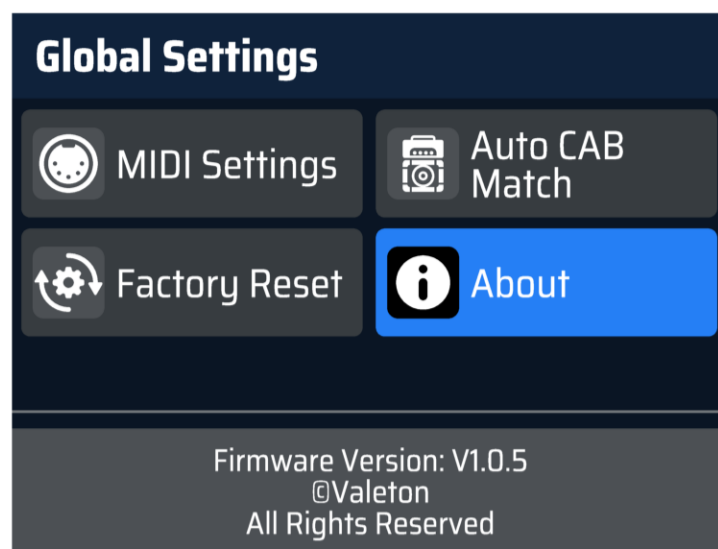 Global Settings
MIDI Settings
Auto CAB
Match
Factory Reset
About
Firmware Version: V1.0.5
©Valeton
All Rights Reserved